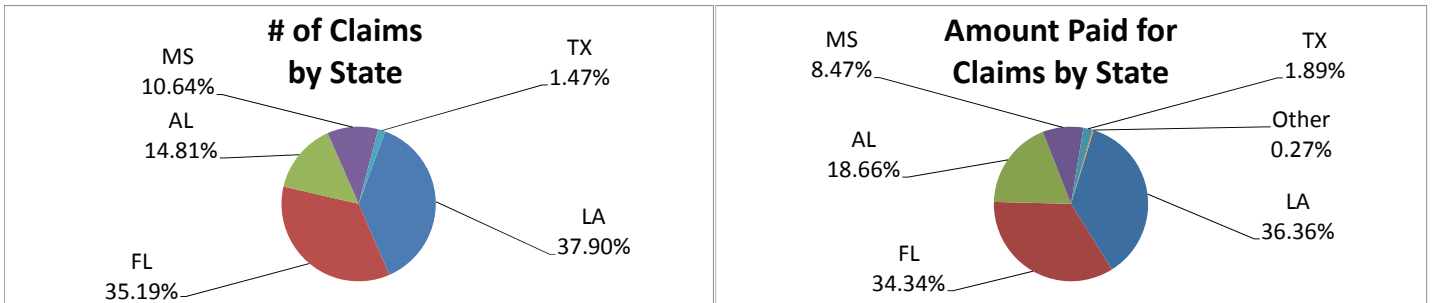 # of Claims
by State
MS
10.64%
TX
1.47%
AL
14.81%
LA
37.90%
FL
35.19%
Amount Paid for
Claims by State
MS
8.47%
TX
1.89%
Other
0.27%
AL
18.66%
LA
36.36%
FL
34.34%